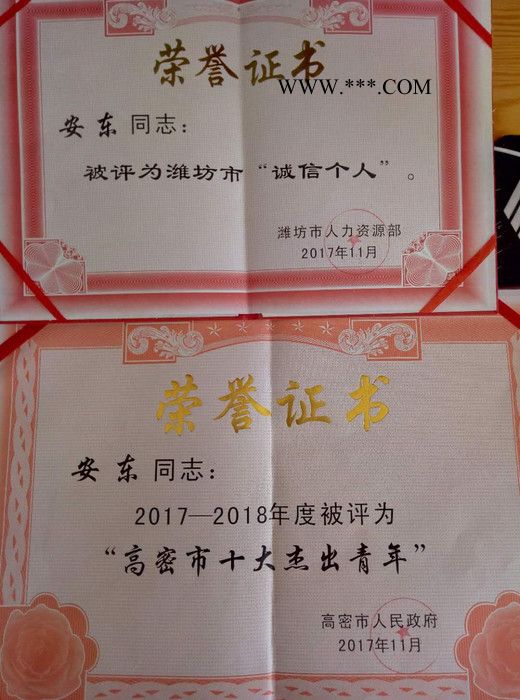 荣誉证书
WWW.***.COM
安东同志：
被评为潍坊市“诚信个人”。
潍坊市人力资源部
2017年11月
荣誉证书
安东同志：
2017—2018年度被评为
“高密市十大杰出青年”
高密市人民政府
2017年11月